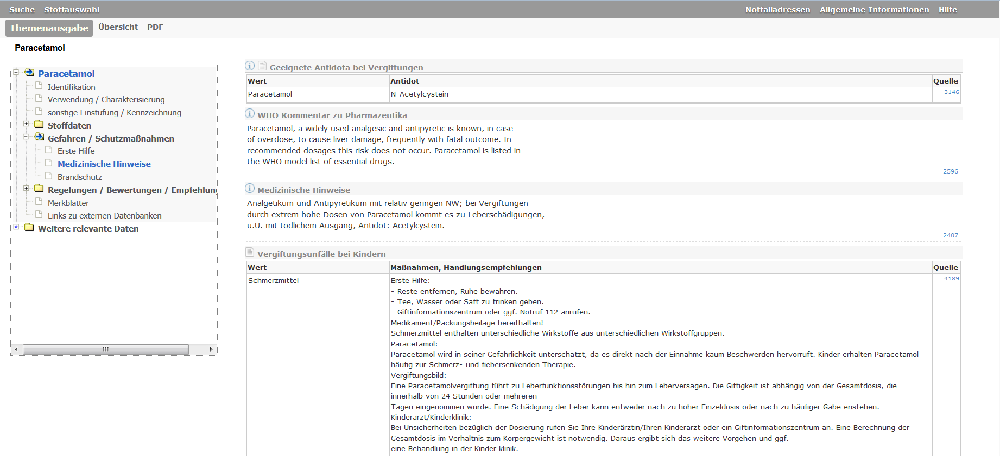 Suche Stoffauswahl Notfalladressen Allgemeine Informationen Hilfe
Themenausgabe Übersicht PDF
Paracetamol
Paracetamol
Identifikation
Verwendung / Charakterisierung
sonstige Einstufung / Kennzeichnung
Stoffdaten
Gefahren / Schutzmaßnahmen
Erste Hilfe
Medizinische Hinweise
Brandschutz
Regelungen / Bewertungen / Empfehlung
Merkblätter
Links zu externen Datenbanken
Weitere relevante Daten
Geeignete Antidota bei Vergiftungen
Wert Antidot Quelle
Paracetamol N-Acetylcystein 3146
WHO Kommentar zu Pharmazeutika
Paracetamol, a widely used analgesic and antipyretic is known, in case
of overdose, to cause liver damage, frequently with fatal outcome. In
recommended dosages this risk does not occur. Paracetamol is listed in
the WHO model list of essential drugs.
2596
Medizinische Hinweise
Analgetikum und Antipyretikum mit relativ geringen NW; bei Vergiftungen
durch extrem hohe Dosen von Paracetamol kommt es zu Leberschädigungen,
u.U. mit tödlichem Ausgang, Antidot: Acetylcystein.
2407
Vergiftungsunfälle bei Kindern
Wert Maßnahmen, Handlungsempfehlungen Quelle
Schmerzmittel Erste Hilfe: 4189
- Reste entfernen, Ruhe bewahren.
- Tee, Wasser oder Saft zu trinken geben.
- Giftinformationszentrum oder ggf. Notruf 112 anrufen.
Medikament/Packungsbeilage bereithalten!
Schmerzmittel enthalten unterschiedliche Wirkstoffe aus unterschiedlichen Wirkstoffgruppen.
Paracetamol:
Paracetamol wird in seiner Gefährlichkeit unterschätzt, da es direkt nach der Einnahme kaum Beschwerden hervorruft. Kinder erhalten Paracetamol
häufig zur Schmerz- und fiebersenkenden Therapie.
Vergiftungsbild:
Eine Paracetamolvergiftung führt zu Leberfunktionsstörungen bis hin zum Leberversagen. Die Giftigkeit ist abhängig von der Gesamtdosis, die
innerhalb von 24 Stunden oder mehreren
Tagen eingenommen wurde. Eine Schädigung der Leber kann entweder nach zu hoher Einzeldosis oder nach zu häufiger Gabe enstehen.
Kinderarzt/Kinderklinik:
Bei Unsicherheiten bezüglich der Dosierung rufen Sie Ihre Kinderärztin/Ihren Kinderarzt oder ein Giftinformationszentrum an. Eine Berechnung der
Gesamtdosis im Verhältnis zum Körpergewicht ist notwendig. Daraus ergibt sich das weitere Vorgehen und ggf.
eine Behandlung in der Kinder klinik.